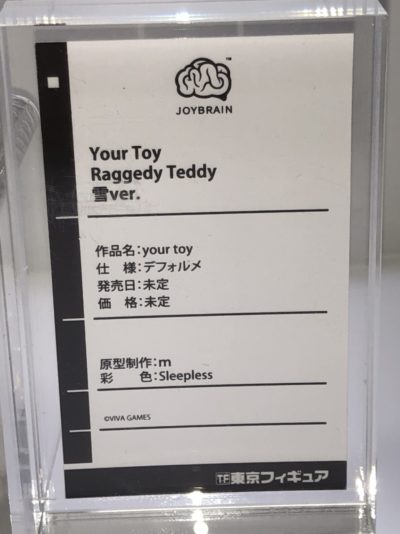 ™
JOYBRAIN
Your Toy
Raggedy Teddy
雪ver.
作品名:your toy
仕　様:デフォルメ
発売日:未定
価　格:未定
原型制作:m
彩　　色:Sleepless
©VIVA GAMES
TF東京フィギュア